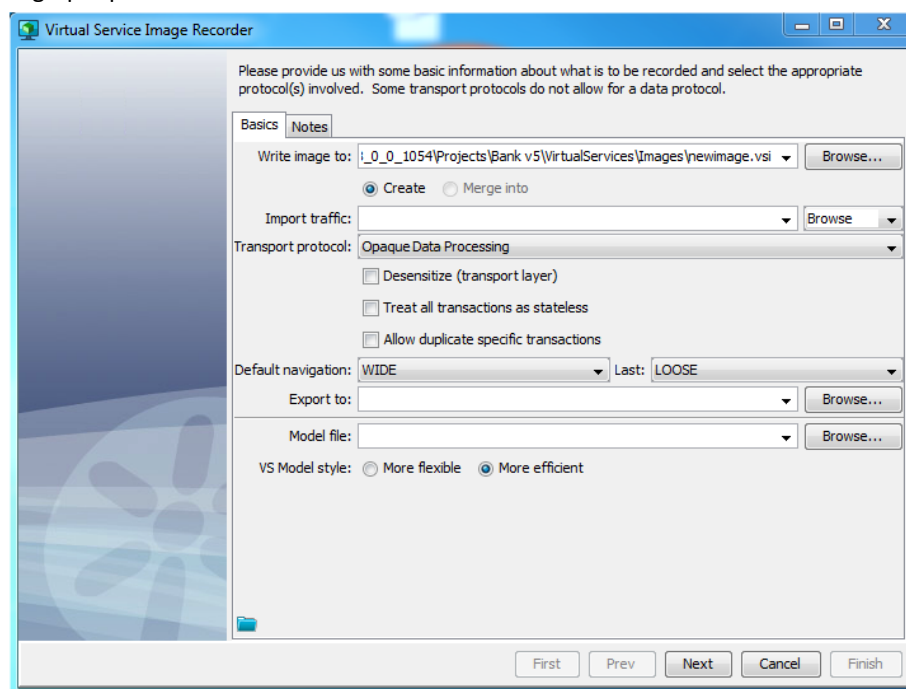 Virtual Service Image Recorder
Please provide us with some basic information about what is to be recorded and select the appropriate
protocol(s) involved. Some transport protocols do not allow for a data protocol.
Basics Notes
Write image to: _0_0_1054\Projects\Bank v5\VirtualServices\Images\newimage.vsi Browse...
Create Merge into
Import traffic: Browse
Transport protocol: Opaque Data Processing
Desensitize (transport layer)
Treat all transactions as stateless
Allow duplicate specific transactions
Default navigation: WIDE Last: LOOSE
Export to: Browse...
Model file: Browse...
VS Model style: More flexible More efficient
First Prev Next Cancel Finish